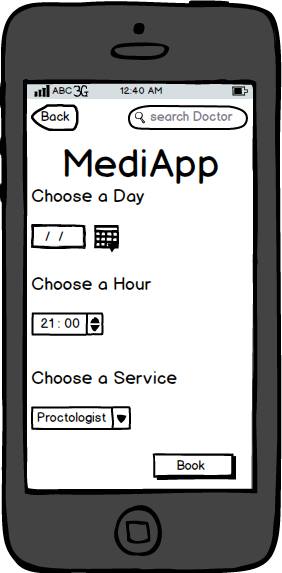 ABC 3G 12:40 AM
Back search Doctor
MediApp
Choose a Day
/ /
Choose a Hour
21:00
Choose a Service
Proctologist
Book